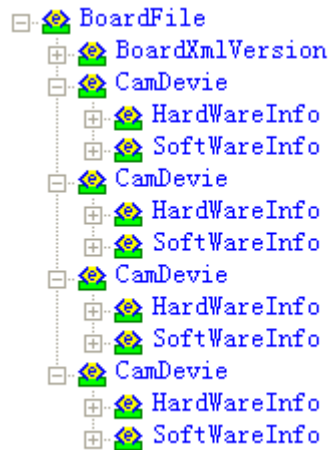 BoardFile
BoardXmlVersion
CamDevie
HardWareInfo
SoftWareInfo
CamDevie
HardWareInfo
SoftWareInfo
CamDevie
HardWareInfo
SoftWareInfo
CamDevie
HardWareInfo
SoftWareInfo